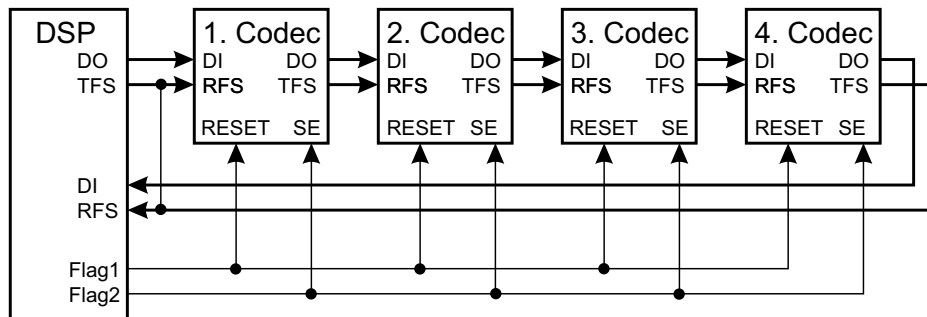 DSP 1. Codec 2. Codec 3. Codec 4. Codec
DO DI DO DI DO DI DO DI DO
TFS RFS TFS RFS TFS RFS TFS RFS TFS
RESET SE RESET SE RESET SE RESET SE
DI
RFS
Flag1
Flag2